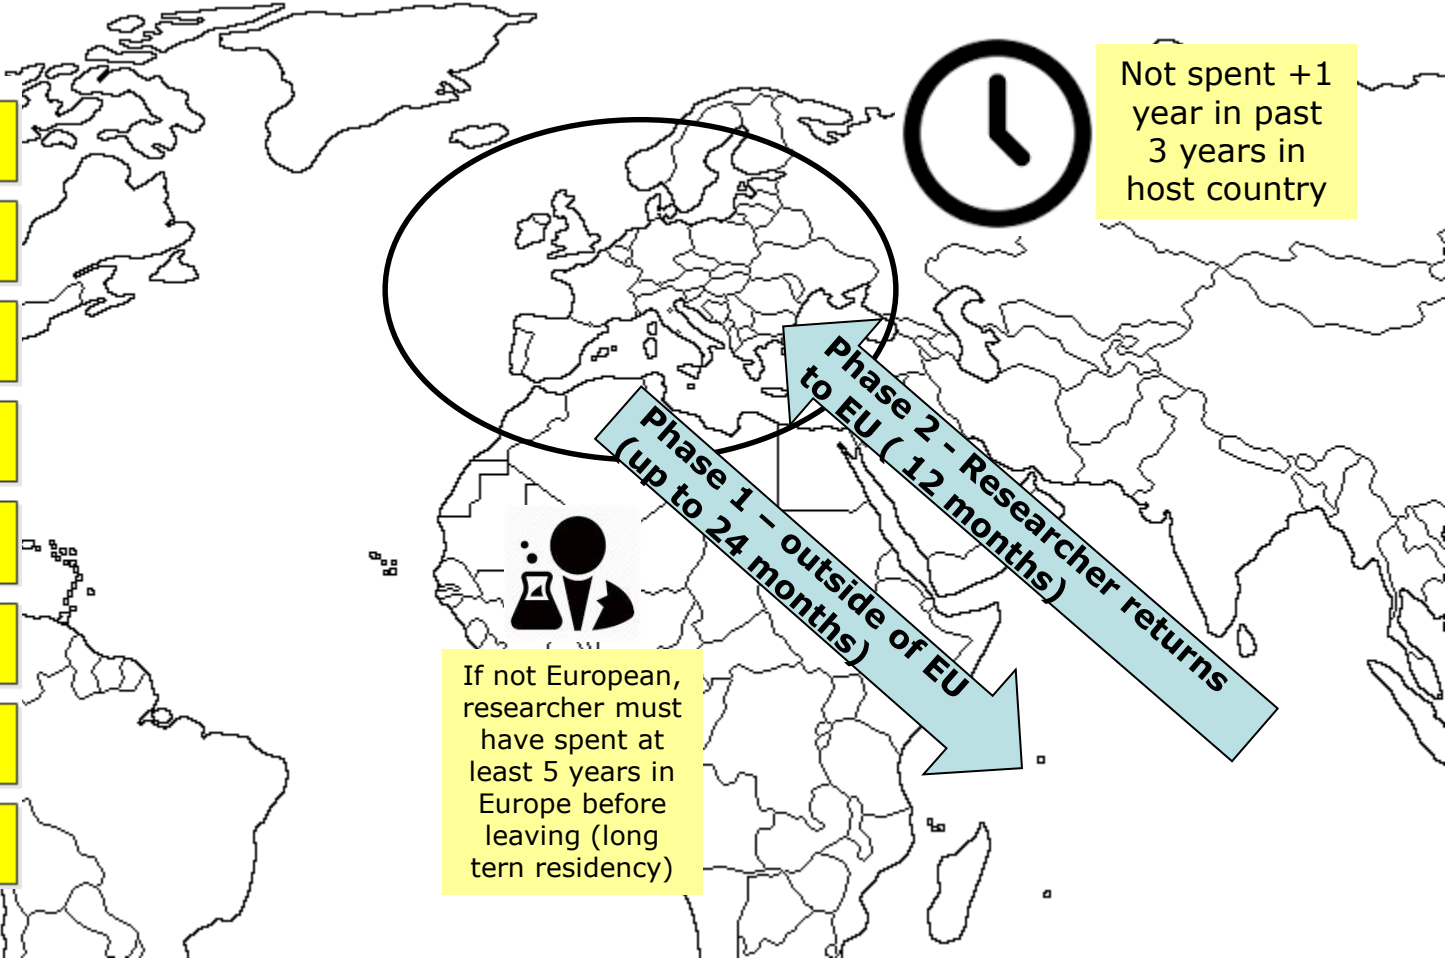 Not spent +1
year in past
3 years in
host country
Phase 2 - Researcher returns
to EU ( 12 months)
Phase 1 – outside of EU
(up to 24 months)
If not European,
researcher must
have spent at
least 5 years in
Europe before
leaving (long
tern residency)